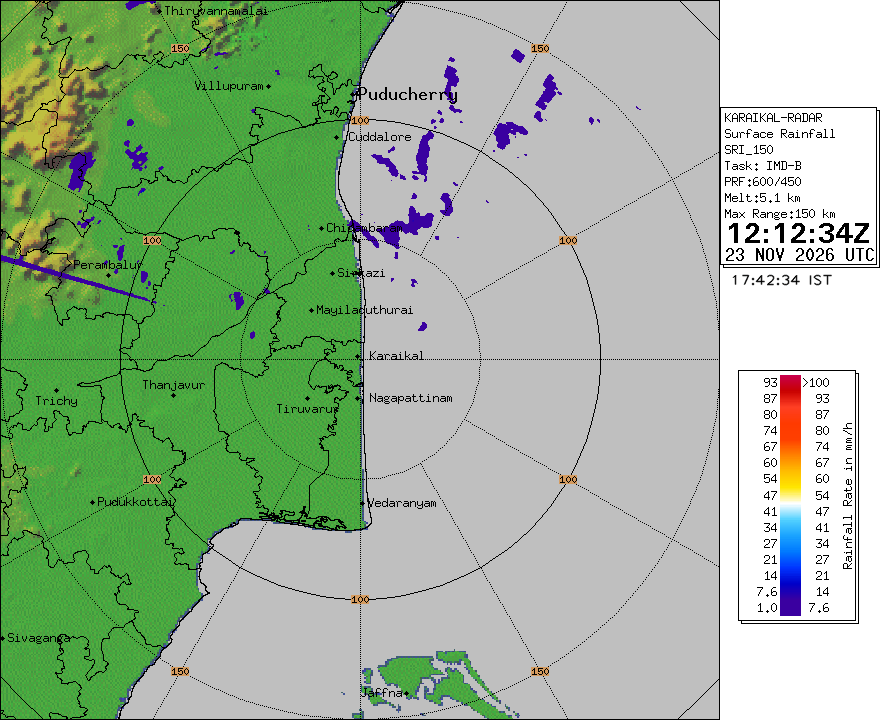 Thiruvannamalai
150
150
Villupuram
Puducherry
100
Cuddalore
Chidambaram
100
100
Perambalur
Sirkazi
Mayiladuthurai
Karaikal
Thanjavur
Trichy
Tiruvarur
Nagapattinam
100
100
Pudukkottai
Vedaranyam
100
Sivaganga
150
150
Jaffna
KARAIKAL-RADAR
Surface Rainfall
SRI_150
Task: IMD-B
PRF:600/450
Melt:5.1 km
Max Range:150 km
12:12:34Z
23 NOV 2026 UTC
17:42:34 IST
93 >100
87 93
80 87
74 80
67 74
60 67
54 60
47 54
41 47
34 41
27 34
21 27
14 21
7.6 14
1.0 7.6
Rainfall Rate in mm/h